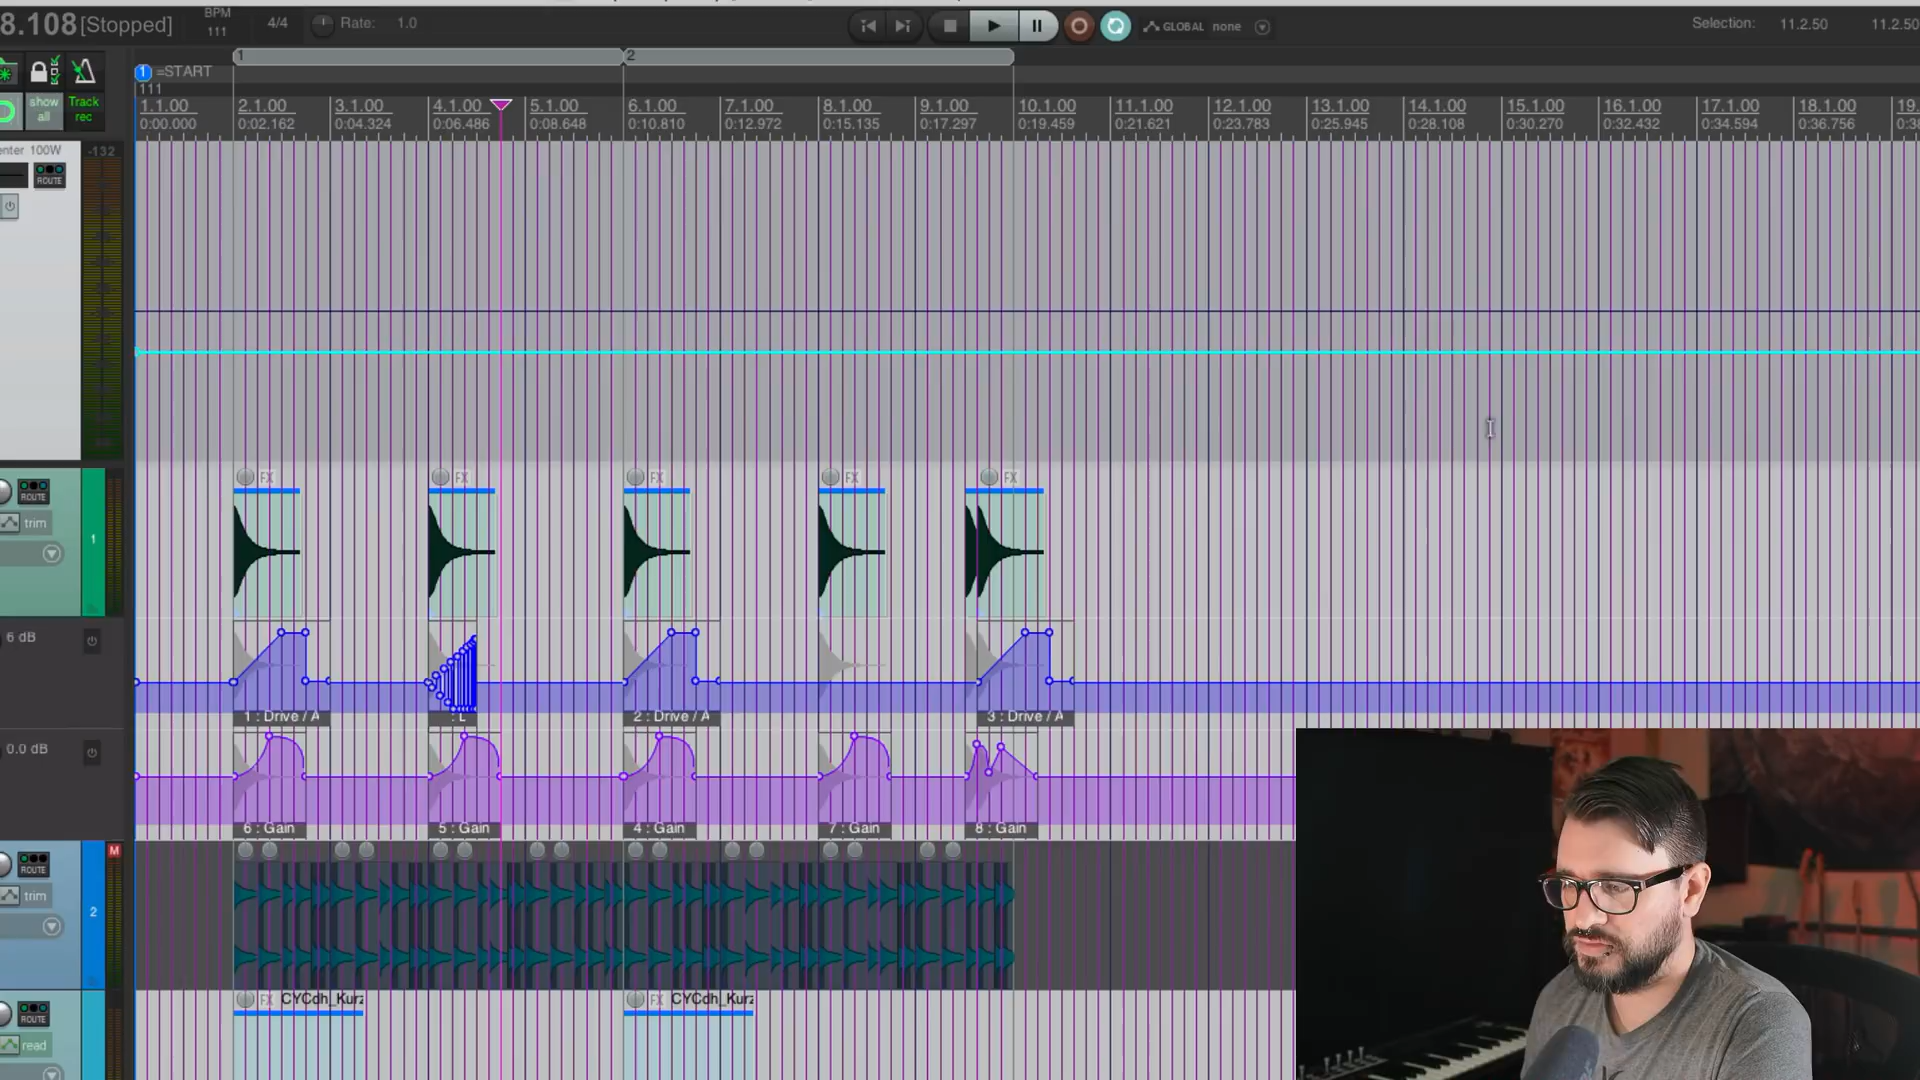 8.108 [Stopped]
BPM
111
4/4
Rate: 1.0
GLOBAL none
Selection: 11.2.50 11.2.50
1 2
1 =START
111
show all
Track rec
1.1.00 2.1.00 3.1.00 4.1.00 5.1.00 6.1.00 7.1.00 8.1.00 9.1.00 10.1.00 11.1.00 12.1.00 13.1.00 14.1.00 15.1.00 16.1.00 17.1.00 18.1.00 19.
0:00.000 0:02.162 0:04.324 0:06.486 0:08.648 0:10.810 0:12.972 0:15.135 0:17.297 0:19.459 0:21.621 0:23.783 0:25.945 0:28.108 0:30.270 0:32.432 0:34.594 0:36.756 0:38
enter 100W -132
ROUTE
FX FX FX FX FX
ROUTE
trim
1
6 dB
1 : Drive / A : L 2 : Drive / A 3 : Drive / A
0.0 dB
6 : Gain 5 : Gain 4 : Gain 7 : Gain 8 : Gain
M
ROUTE
trim
2
FX CYCdh_Kurz FX CYCdh_Kurz
ROUTE
read